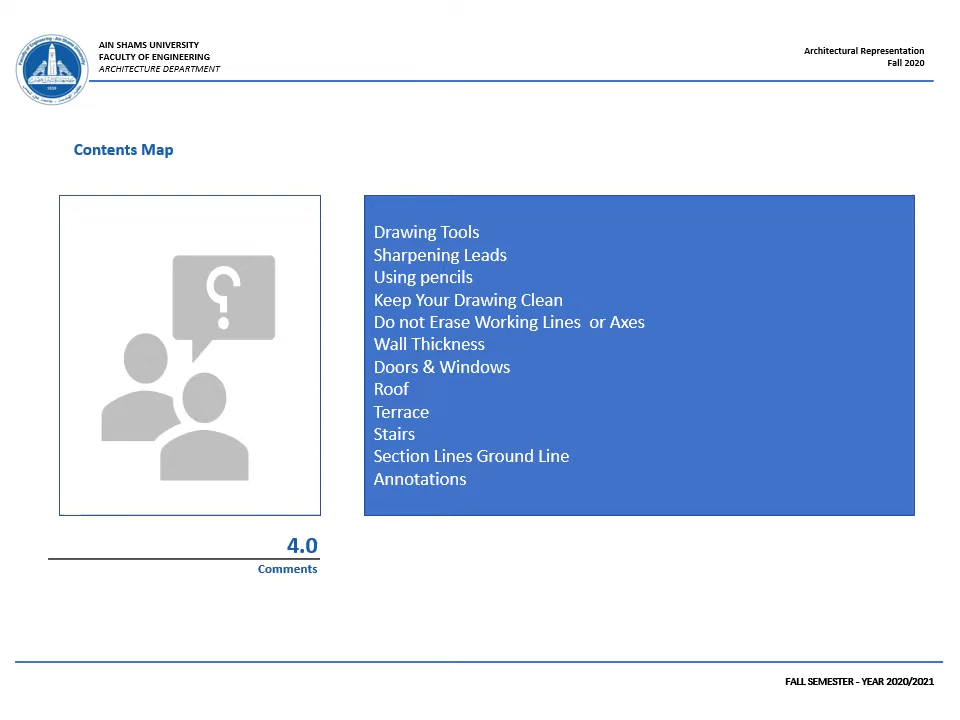 AIN SHAMS UNIVERSITY
FACULTY OF ENGINEERING
ARCHITECTURE DEPARTMENT
Architectural Representation
Fall 2020
Contents Map
Drawing Tools
Sharpening Leads
Using pencils
Keep Your Drawing Clean
Do not Erase Working Lines or Axes
Wall Thickness
Doors & Windows
Roof
Terrace
Stairs
Section Lines Ground Line
Annotations
4.0
Comments
FALL SEMESTER - YEAR 2020/2021